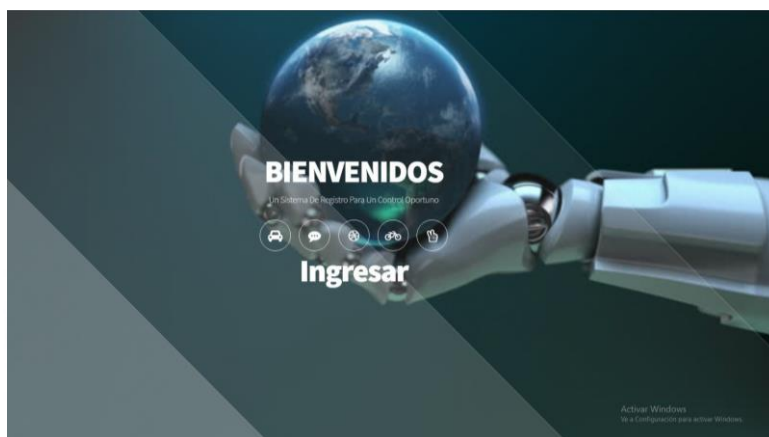 BIENVENIDOS
Un Sistema De Registro Para Un Control Oportuno
Ingresar
Activar Windows
Ve a Configuración para activar Windows.